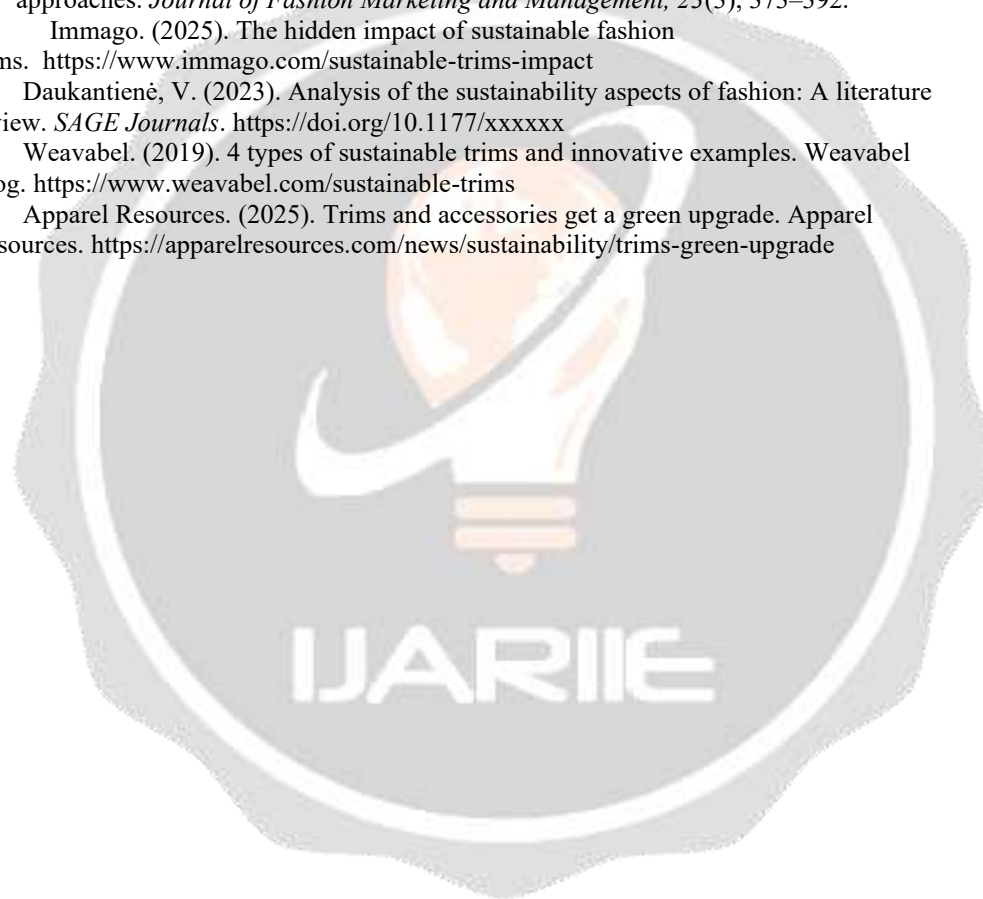 approaches. Journal of Fashion Marketing and Management, 25(3), 373–392.
Immago. (2025). The hidden impact of sustainable fashion
ms. https://www.immago.com/sustainable-trims-impact
Daukantienė, V. (2023). Analysis of the sustainability aspects of fashion: A literature
view. SAGE Journals. https://doi.org/10.1177/xxxxxx
Weavabel. (2019). 4 types of sustainable trims and innovative examples. Weavabel
og. https://www.weavabel.com/sustainable-trims
Apparel Resources. (2025). Trims and accessories get a green upgrade. Apparel
sources. https://apparelresources.com/news/sustainability/trims-green-upgrade
IJARIIE